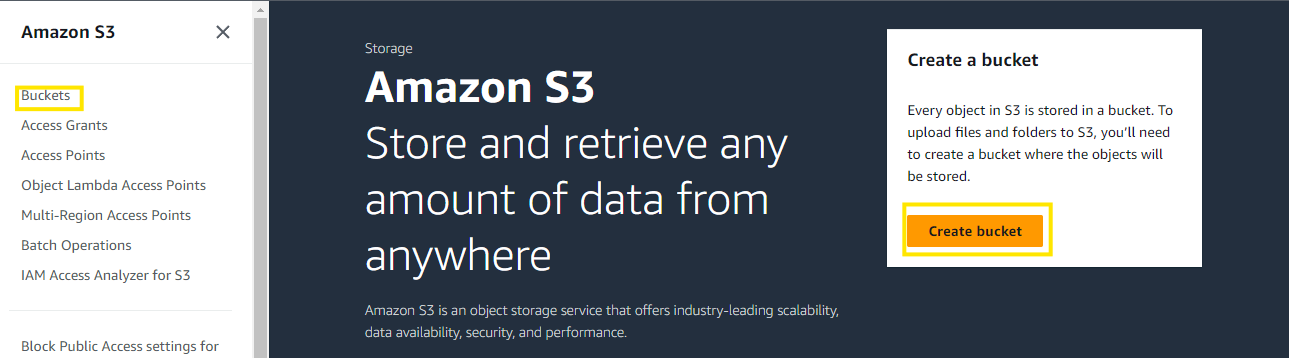 Amazon S3
Buckets
Access Grants
Access Points
Object Lambda Access Points
Multi-Region Access Points
Batch Operations
IAM Access Analyzer for S3
Block Public Access settings for
Storage
Amazon S3
Store and retrieve any
amount of data from
anywhere
Amazon S3 is an object storage service that offers industry-leading scalability,
data availability, security, and performance.
Create a bucket
Every object in S3 is stored in a bucket. To
upload files and folders to S3, you'll need
to create a bucket where the objects will
be stored.
Create bucket